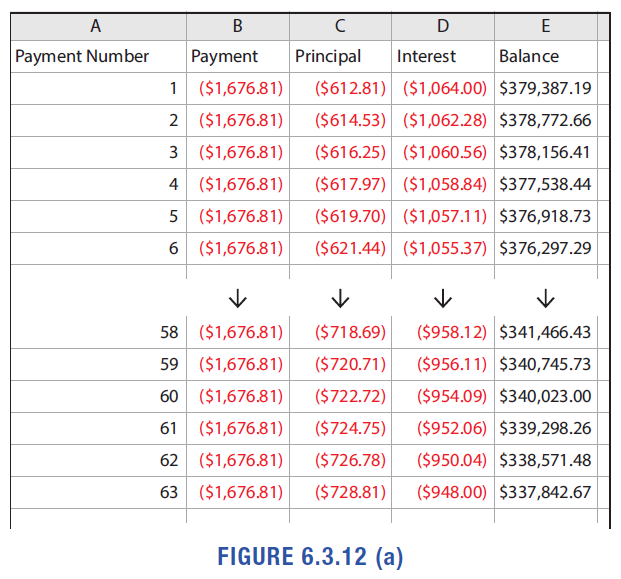 A B C D E
Payment Number Payment Principal Interest Balance
1 ($1,676.81) ($612.81) ($1,064.00) $379,387.19
2 ($1,676.81) ($614.53) ($1,062.28) $378,772.66
3 ($1,676.81) ($616.25) ($1,060.56) $378,156.41
4 ($1,676.81) ($617.97) ($1,058.84) $377,538.44
5 ($1,676.81) ($619.70) ($1,057.11) $376,918.73
6 ($1,676.81) ($621.44) ($1,055.37) $376,297.29
↓ ↓ ↓ ↓
58 ($1,676.81) ($718.69) ($958.12) $341,466.43
59 ($1,676.81) ($720.71) ($956.11) $340,745.73
60 ($1,676.81) ($722.72) ($954.09) $340,023.00
61 ($1,676.81) ($724.75) ($952.06) $339,298.26
62 ($1,676.81) ($726.78) ($950.04) $338,571.48
63 ($1,676.81) ($728.81) ($948.00) $337,842.67
FIGURE 6.3.12 (a)